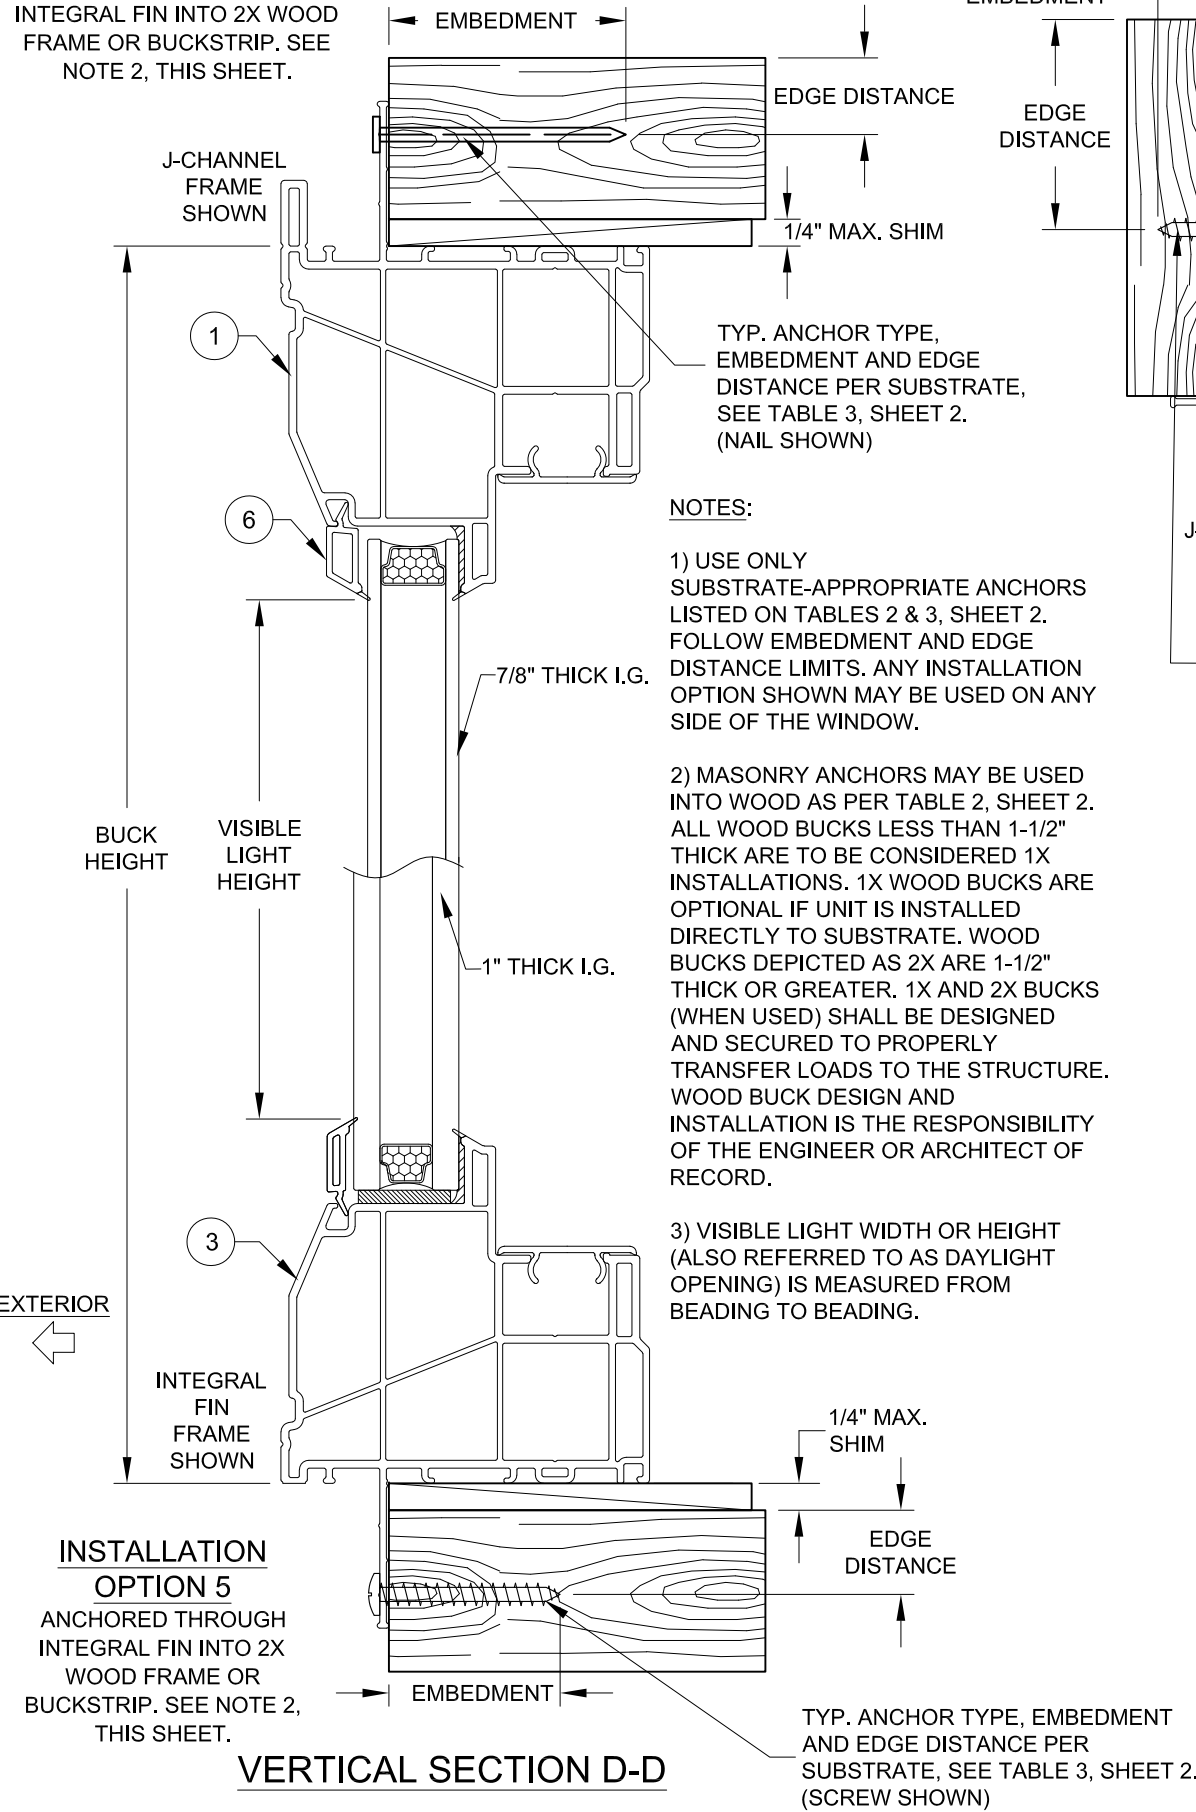 INTEGRAL FIN INTO 2X WOOD
FRAME OR BUCKSTRIP. SEE
NOTE 2, THIS SHEET.
EMBEDMENT
EDGE DISTANCE
EDGE
DISTANCE
J-CHANNEL
FRAME
SHOWN
1/4" MAX. SHIM
1
TYP. ANCHOR TYPE,
EMBEDMENT AND EDGE
DISTANCE PER SUBSTRATE,
SEE TABLE 3, SHEET 2.
(NAIL SHOWN)
6
NOTES:
1) USE ONLY
SUBSTRATE-APPROPRIATE ANCHORS
LISTED ON TABLES 2 & 3, SHEET 2.
FOLLOW EMBEDMENT AND EDGE
DISTANCE LIMITS. ANY INSTALLATION
OPTION SHOWN MAY BE USED ON ANY
SIDE OF THE WINDOW.
7/8" THICK I.G.
2) MASONRY ANCHORS MAY BE USED
INTO WOOD AS PER TABLE 2, SHEET 2.
ALL WOOD BUCKS LESS THAN 1-1/2"
THICK ARE TO BE CONSIDERED 1X
INSTALLATIONS. 1X WOOD BUCKS ARE
OPTIONAL IF UNIT IS INSTALLED
DIRECTLY TO SUBSTRATE. WOOD
BUCKS DEPICTED AS 2X ARE 1-1/2"
THICK OR GREATER. 1X AND 2X BUCKS
(WHEN USED) SHALL BE DESIGNED
AND SECURED TO PROPERLY
TRANSFER LOADS TO THE STRUCTURE.
WOOD BUCK DESIGN AND
INSTALLATION IS THE RESPONSIBILITY
OF THE ENGINEER OR ARCHITECT OF
RECORD.
BUCK
HEIGHT
VISIBLE
LIGHT
HEIGHT
1" THICK I.G.
3) VISIBLE LIGHT WIDTH OR HEIGHT
(ALSO REFERRED TO AS DAYLIGHT
OPENING) IS MEASURED FROM
BEADING TO BEADING.
3
EXTERIOR
INTEGRAL
FIN
FRAME
SHOWN
1/4" MAX.
SHIM
EDGE
DISTANCE
INSTALLATION
OPTION 5
ANCHORED THROUGH
INTEGRAL FIN INTO 2X
WOOD FRAME OR
BUCKSTRIP. SEE NOTE 2,
THIS SHEET.
EMBEDMENT
TYP. ANCHOR TYPE, EMBEDMENT
AND EDGE DISTANCE PER
SUBSTRATE, SEE TABLE 3, SHEET 2.
(SCREW SHOWN)
VERTICAL SECTION D-D